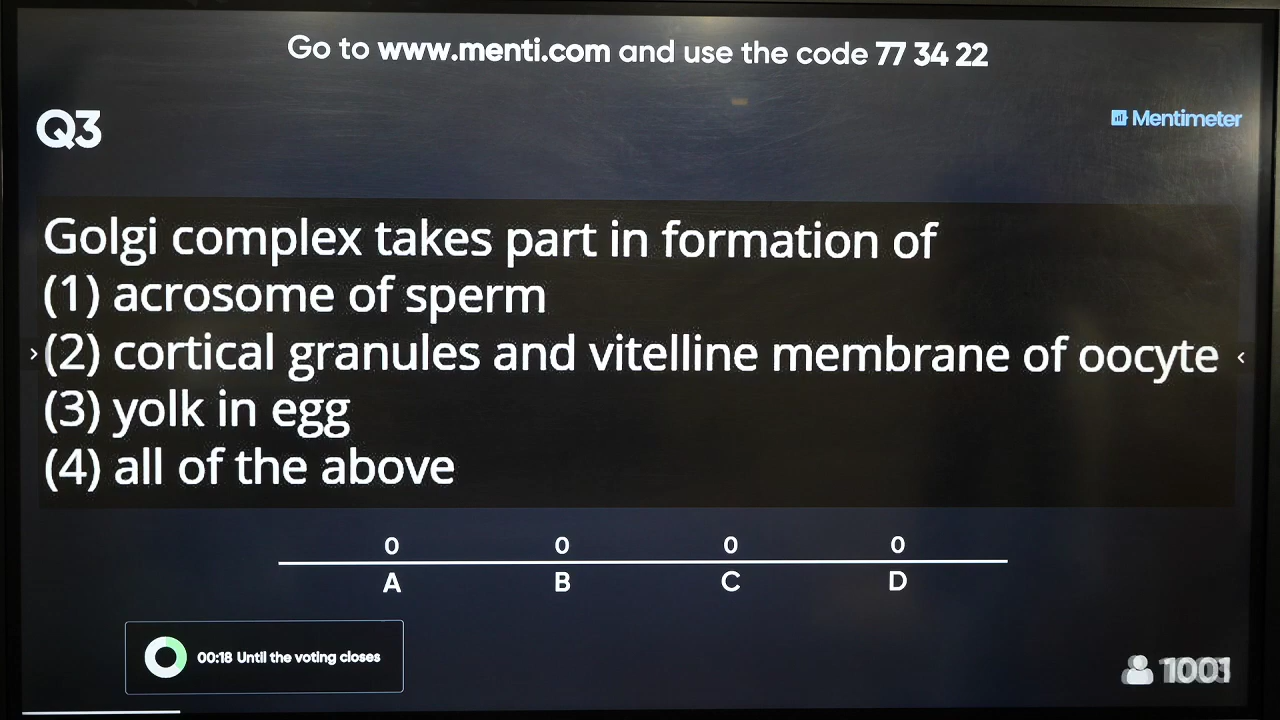 Go to www.menti.com and use the code 77 34 22
Q3
Mentimeter
Golgi complex takes part in formation of
(1) acrosome of sperm
(2) cortical granules and vitelline membrane of oocyte
(3) yolk in egg
(4) all of the above
0 0 0 0
A B C D
00:18 Until the voting closes